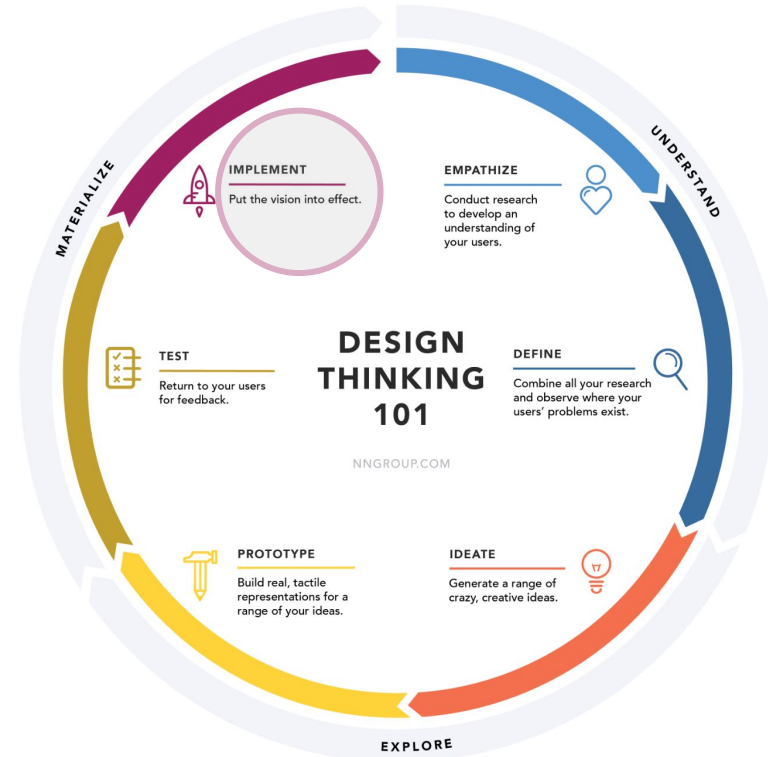 UNDERSTAND
MATERIALIZE
IMPLEMENT
Put the vision into effect.
EMPATHIZE
Conduct research
to develop an
understanding of
your users.
TEST
Return to your users
for feedback.
DESIGN
THINKING
101
NNGROUP.COM
DEFINE
Combine all your research
and observe where your
users' problems exist.
PROTOTYPE
Build real, tactile
representations for a
range of your ideas.
IDEATE
Generate a range of
crazy, creative ideas.
EXPLORE